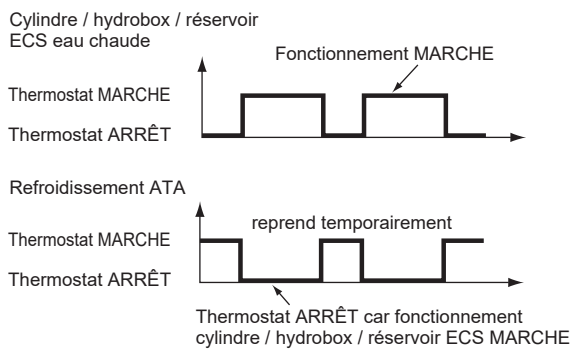 Cylindre / hydrobox / réservoir
ECS eau chaude
Fonctionnement MARCHE
Thermostat MARCHE
Thermostat ARRÊT
Refroidissement ATA
reprend temporairement
Thermostat MARCHE
Thermostat ARRÊT
Thermostat ARRÊT car fonctionnement
cylindre / hydrobox / réservoir ECS MARCHE